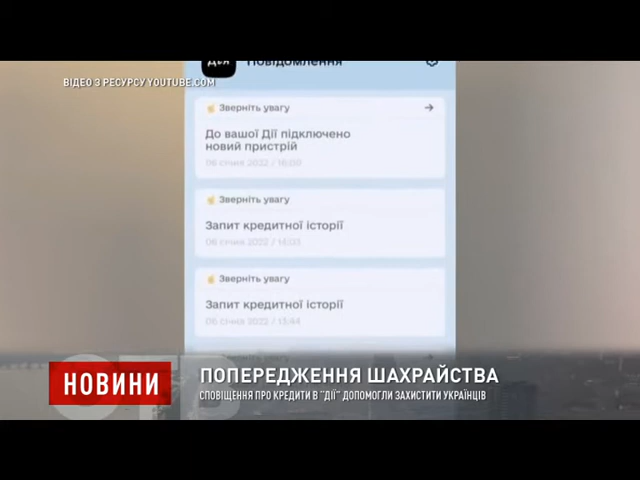 Дія Повідомлення
ВІДЕО З РЕСУРСУ YOUTUBE.COM
Зверніть увагу
До вашої Дії підключено
новий пристрій
06 січня 2022 / 16:00
Зверніть увагу
Запит кредитної історії
06 січня 2022 /
Зверніть увагу
Запит кредитної історії
06 січня 2022 / 13:44
Зверніть увагу
НОВИНИ
ПОПЕРЕДЖЕННЯ ШАХРАЙСТВА
СПОВІЩЕННЯ ПРО КРЕДИТИ В "ДІЇ" ДОПОМОГЛИ ЗАХИСТИТИ УКРАЇНЦІВ